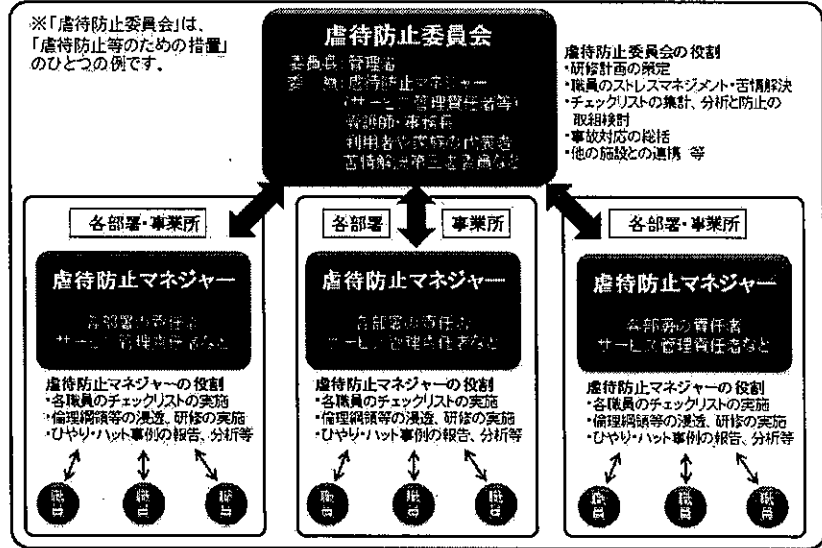 ※「虐待防止委員会」は、
「虐待防止等のための措置」
のひとつの例です。
虐待防止委員会
委員長：管理者
委　員：虐待防止マネジャー
（サービス管理責任者等）
看護師・事務長
利用者や家族の代表者
苦情解決第三者委員など
虐待防止委員会の役割
・研修計画の策定
・職員のストレスマネジメント・苦情解決
・チェックリストの集計、分析と防止の
取組検討
・事故対応の総括
・他の施設との連携 等
各部署・事業所
虐待防止マネジャー
各部署の責任者
サービス管理責任者など
虐待防止マネジャーの役割
・各職員のチェックリストの実施
・倫理綱領等の浸透、研修の実施
・ひやり・ハット事例の報告、分析等
職員
職員
職員
各部署　事業所
虐待防止マネジャー
各部署の責任者
サービス管理責任者など
虐待防止マネジャーの役割
・各職員のチェックリストの実施
・倫理綱領等の浸透、研修の実施
・ひやり・ハット事例の報告、分析等
職員
職員
職員
各部署・事業所
虐待防止マネジャー
各部署の責任者
サービス管理責任者など
虐待防止マネジャーの役割
・各職員のチェックリストの実施
・倫理綱領等の浸透、研修の実施
・ひやり・ハット事例の報告、分析等
職員
職員
職員